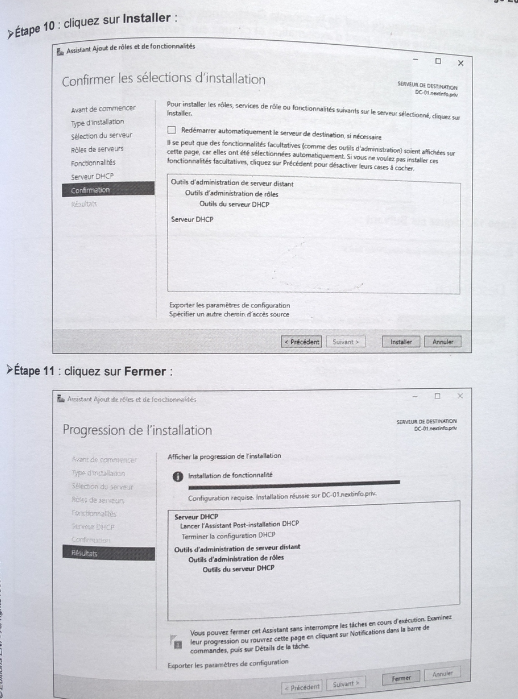 ➢Étape 10 : cliquez sur Installer :
Assistant Ajout de rôles et de fonctionnalités
Confirmer les sélections d'installation
SERVEUR DE DESTINATION
DC-01.nextinfo.priv
Avant de commencer
Type d'installation
Sélection du serveur
Rôles de serveurs
Fonctionnalités
Serveur DHCP
Confirmation
Résultats
Pour installer les rôles, services de rôle ou fonctionnalités suivants sur le serveur sélectionné, cliquez sur
Installer.
Redémarrer automatiquement le serveur de destination, si nécessaire
Il se peut que des fonctionnalités facultatives (comme des outils d'administration) soient affichées sur
cette page, car elles ont été sélectionnées automatiquement. Si vous ne voulez pas installer ces
fonctionnalités facultatives, cliquez sur Précédent pour désactiver leurs cases à cocher.
Outils d'administration de serveur distant
Outils d'administration de rôles
Outils du serveur DHCP
Serveur DHCP
Exporter les paramètres de configuration
Spécifier un autre chemin d'accès source
< Précédent
Suivant >
Installer
Annuler
➢Étape 11 : cliquez sur Fermer :
Assistant Ajout de rôles et de fonctionnalités
Progression de l'installation
SERVEUR DE DESTINATION
DC-01.nextinfo.priv
Avant de commencer
Type d'installation
Sélection du serveur
Rôles de serveurs
Fonctionnalités
Serveur DHCP
Confirmation
Résultats
Afficher la progression de l'installation
Installation de fonctionnalité
Configuration requise. Installation réussie sur DC-01.nextinfo.priv.
Serveur DHCP
Lancer l'Assistant Post-installation DHCP
Terminer la configuration DHCP
Outils d'administration de serveur distant
Outils d'administration de rôles
Outils du serveur DHCP
Vous pouvez fermer cet Assistant sans interrompre les tâches en cours d'exécution. Examinez
leur progression ou rouvrez cette page en cliquant sur Notifications dans la barre de
commandes, puis sur Détails de la tâche.
Exporter les paramètres de configuration
< Précédent
Suivant >
Fermer
Annuler